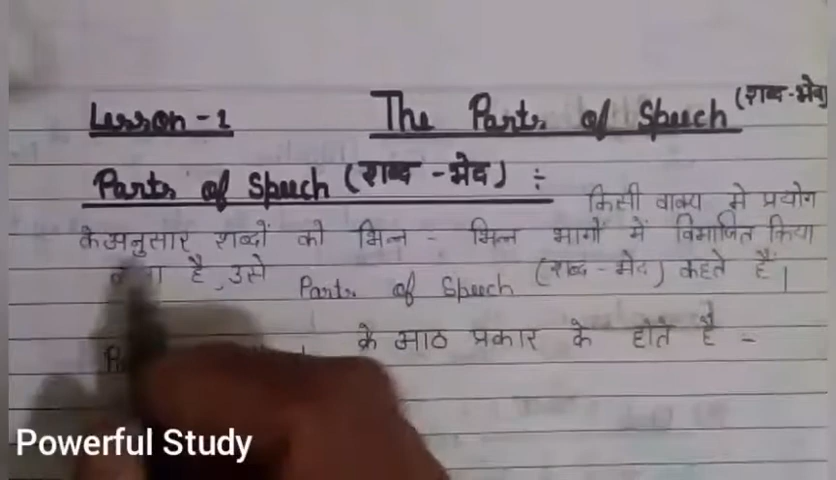 Lesson - 1 The Parts of Speech (शब्द-भेद)
Parts of Speech (शब्द - भेद) :-
किसी वाक्य मे प्रयोग
के अनुसार शब्दों को भिन्न - भिन्न भागों में विभाजित किया
है, उसे Parts of Speech (शब्द - भेद) कहते हैं।
के आठ प्रकार के होते है -
Powerful Study